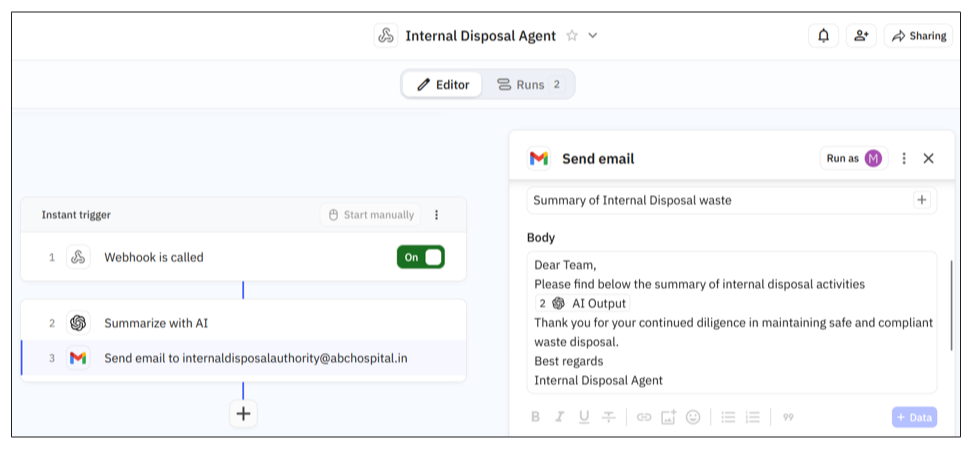 Internal Disposal Agent
Sharing
Editor
Runs 2
Instant trigger
Start manually
1 Webhook is called
On
2 Summarize with AI
3 Send email to internaldisposalauthority@abchospital.in
+
Send email
Run as M
Summary of Internal Disposal waste
+
Body
Dear Team,
Please find below the summary of internal disposal activities
2 AI Output
Thank you for your continued diligence in maintaining safe and compliant
waste disposal.
Best regards
Internal Disposal Agent
B I U T
+ Data